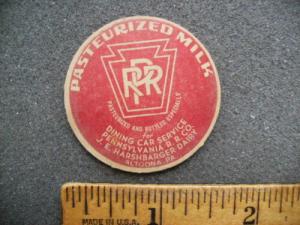 PASTEURIZED MILK
PRR
PASTEURIZED AND BOTTLED ESPECIALLY
for
DINING CAR SERVICE
PENNSYLVANIA R.R. CO.
J. E. HARSHBARGER DAIRY
ALTOONA, PA.
1
2
MADE IN U.S.A.